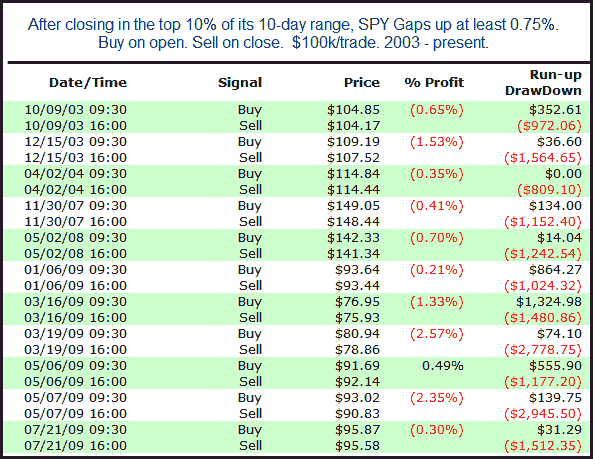 After closing in the top 10% of its 10-day range, SPY Gaps up at least 0.75%.
Buy on open. Sell on close.  $100k/trade. 2003 - present.
Run-up
Date/Time Signal Price % Profit DrawDown
10/09/03 09:30 Buy $104.85 (0.65%) $352.61
10/09/03 16:00 Sell $104.17 ($972.06)
12/15/03 09:30 Buy $109.19 (1.53%) $36.60
12/15/03 16:00 Sell $107.52 ($1,564.65)
04/02/04 09:30 Buy $114.84 (0.35%) $0.00
04/02/04 16:00 Sell $114.44 ($809.10)
11/30/07 09:30 Buy $149.05 (0.41%) $134.00
11/30/07 16:00 Sell $148.44 ($1,152.40)
05/02/08 09:30 Buy $142.33 (0.70%) $14.04
05/02/08 16:00 Sell $141.34 ($1,242.54)
01/06/09 09:30 Buy $93.64 (0.21%) $864.27
01/06/09 16:00 Sell $93.44 ($1,024.32)
03/16/09 09:30 Buy $76.95 (1.33%) $1,324.98
03/16/09 16:00 Sell $75.93 ($1,480.86)
03/19/09 09:30 Buy $80.94 (2.57%) $74.10
03/19/09 16:00 Sell $78.86 ($2,778.75)
05/06/09 09:30 Buy $91.69 0.49% $555.90
05/06/09 16:00 Sell $92.14 ($1,177.20)
05/07/09 09:30 Buy $93.02 (2.35%) $139.75
05/07/09 16:00 Sell $90.83 ($2,945.50)
07/21/09 09:30 Buy $95.87 (0.30%) $31.29
07/21/09 16:00 Sell $95.58 ($1,512.35)